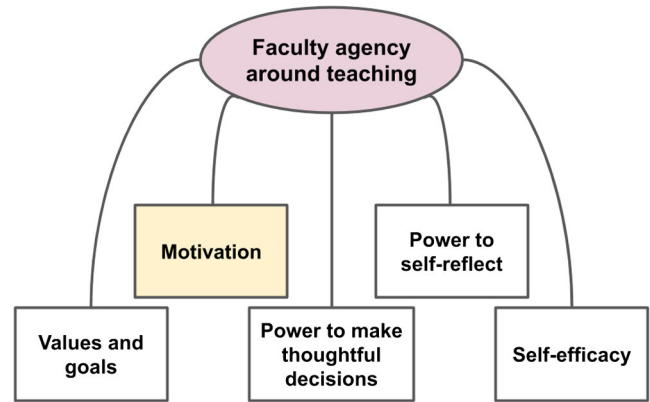 Faculty agency
around teaching
Motivation
Power to
self-reflect
Values and
goals
Power to make
thoughtful
decisions
Self-efficacy